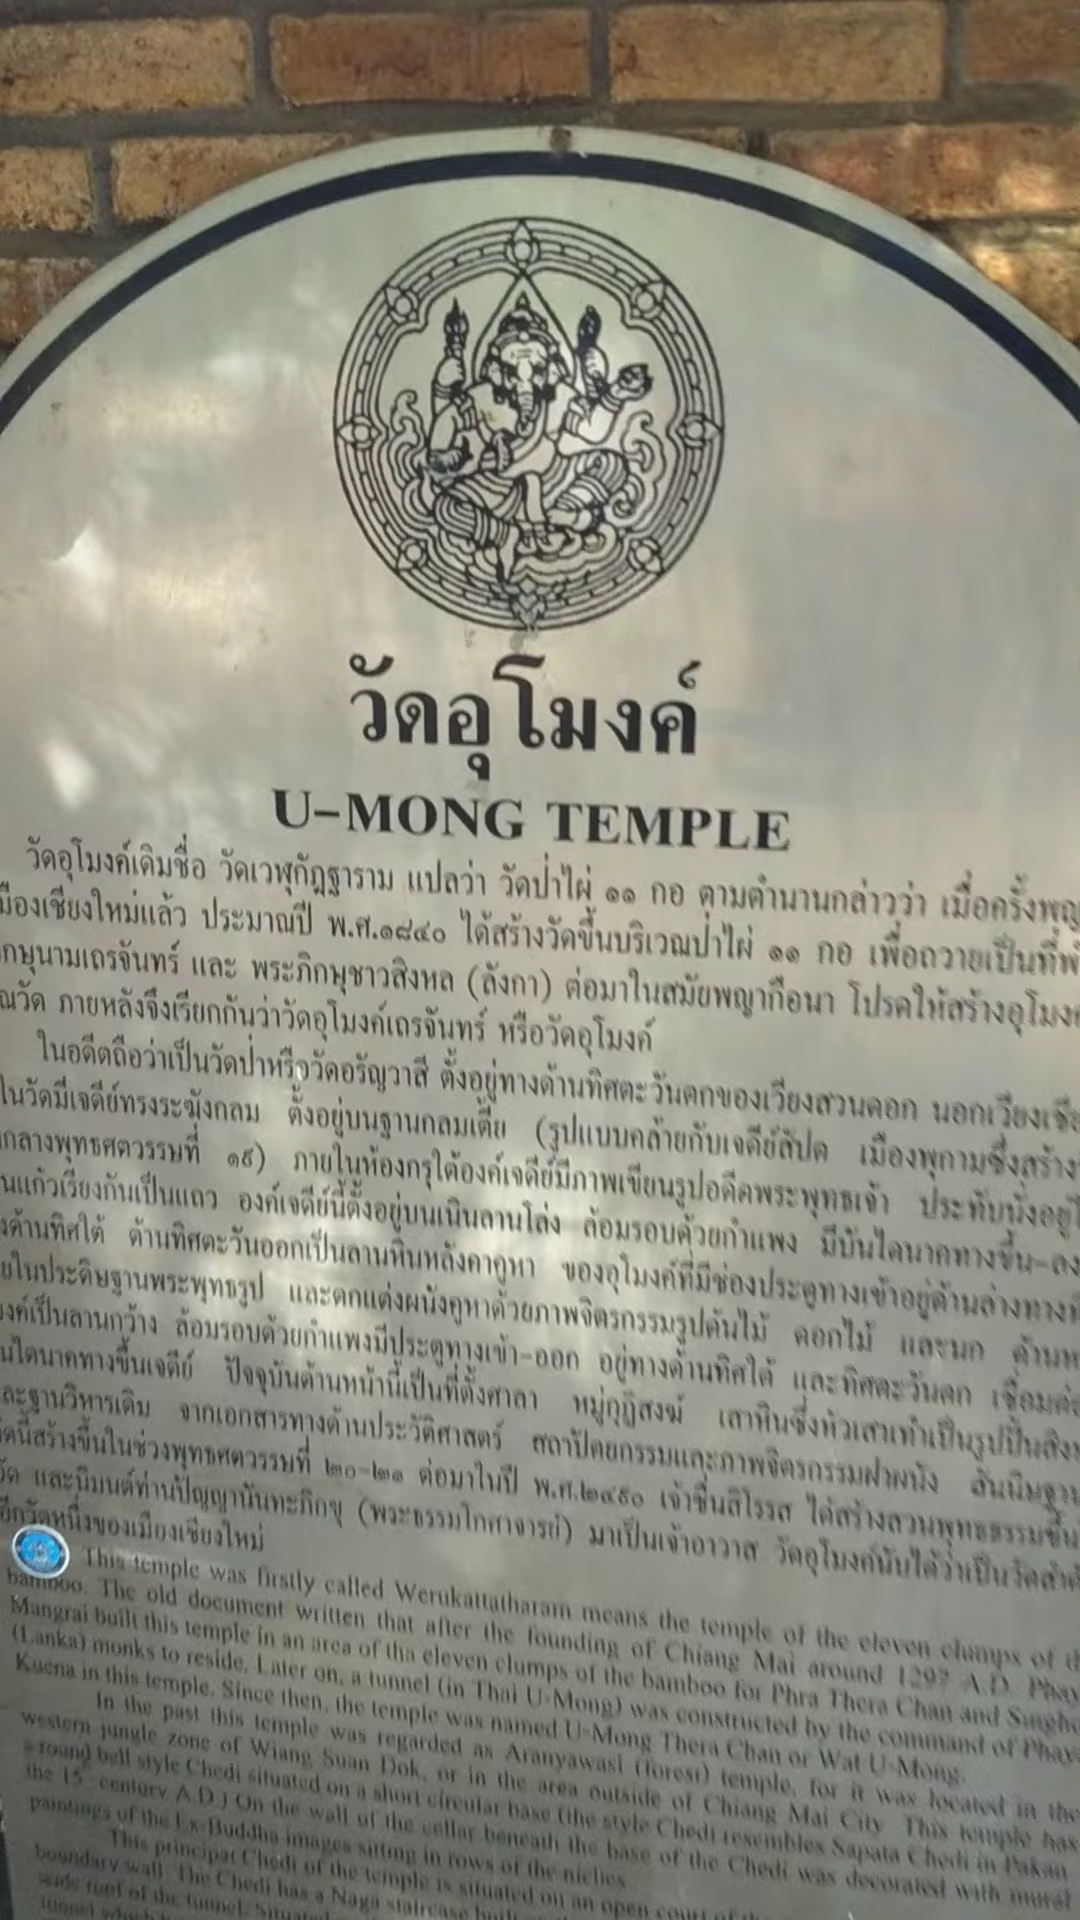 วัดอุโมงค์
U-MONG TEMPLE
วัดอุโมงค์เดิมชื่อ วัดเวฬุกัฏฐาราม แปลว่า วัดป่าไผ่ ๑๑ กอ ตามตำนานกล่าวว่า เมื่อครั้งพญา
เมืองเชียงใหม่แล้ว ประมาณปี พ.ศ.๑๘๔๐ ได้สร้างวัดขึ้นบริเวณป่าไผ่ ๑๑ กอ เพื่อถวายเป็นที่พำ
กษุนามเถรจันทร์ และ พระภิกษุชาวสิงหล (ลังกา) ต่อมาในสมัยพญากือนา โปรดให้สร้างอุโมงค์
ณวัด ภายหลังจึงเรียกกันว่าวัดอุโมงค์เถรจันทร์ หรือวัดอุโมงค์
ในอดีตถือว่าเป็นวัดป่าหรือวัดอรัญวาสี ตั้งอยู่ทางด้านทิศตะวันตกของเวียงสวนดอก นอกเวียงเชีย
ในวัดมีเจดีย์ทรงระฆังกลม ตั้งอยู่บนฐานกลมเตี้ย (รูปแบบคล้ายกับเจดีย์สัปด เมืองพุกามซึ่งสร้าง
กลางพุทธศตวรรษที่ ๑๙) ภายในห้องกรุใต้องค์เจดีย์มีภาพเขียนรูปอดีตพระพุทธเจ้า ประทับนั่งอยู่ใ
นแก้วเรียงกันเป็นแถว องค์เจดีย์นี้ตั้งอยู่บนเนินลานโล่ง ล้อมรอบด้วยกำแพง มีบันไดนาคทางขึ้น-ลง
งด้านทิศใต้ ด้านทิศตะวันออกเป็นลานหินหลังคาคูหา ของอุโมงค์ที่มีช่องประตูทางเข้าอยู่ด้านล่างทางทิ
ยในประดิษฐานพระพุทธรูป และตกแต่งผนังคูหาด้วยภาพจิตรกรรมรูปต้นไม้ ดอกไม้ และนก ด้านห
งค์เป็นลานกว้าง ล้อมรอบด้วยกำแพงมีประตูทางเข้า-ออก อยู่ทางด้านทิศใต้ และทิศตะวันตก เชื่อมต่อ
นไดนาคทางขึ้นเจดีย์ ปัจจุบันด้านหน้านี้เป็นที่ตั้งศาลา หมู่กุฏิสงฆ์ เสาหินซึ่งหัวเสาทำเป็นรูปปั้นสิงห
ละฐานวิหารเดิม จากเอกสารทางด้านประวัติศาสตร์ สถาปัตยกรรมและภาพจิตรกรรมฝาผนัง สันนิษฐาน
วัดนี้สร้างขึ้นในช่วงพุทธศตวรรษที่ ๒๐-๒๑ ต่อมาในปี พ.ศ.๒๔๙๐ เจ้าชื่นสิโรรส ได้สร้างสวนพุทธธรรมขึ้น
วัด และนิมนต์ท่านปัญญานันทะภิกขุ (พระธรรมโกศาจารย์) มาเป็นเจ้าอาวาส วัดอุโมงค์นับได้ว่าเป็นวัดสำคั
อีกวัดหนึ่งของเมืองเชียงใหม่
This temple was firstly called Werukattatharam means the temple of the eleven clumps of th
bamboo. The old document written that after the founding of Chiang Mai around 1297 A.D. Phay
Mangrai built this temple in an area of tha eleven clumps of the bamboo for Phra Thera Chan and Singho
(Lanka) monks to reside. Later on, a tunnel (in Thai U-Mong) was constructed by the command of Phay
Kuena in this temple. Since then, the temple was named U-Mong Thera Chan or Wat U-Mong.
In the past this temple was regarded as Aranyawasi (forest) temple, for it was located in the
western jungle zone of Wiang Suan Dok, or in the area outside of Chiang Mai City. This temple has
a round bell style Chedi situated on a short circular base (the style Chedi resembles Sapata Chedi in Pakan
the 15 century A.D.) On the wall of the cellar beneath the base of the Chedi was decorated with mural
paintings of the Ex-Buddha images sitting in rows of the niches
This principat Chedi of the temple is situated on an open court of the
boundary wall. The Chedi has a Naga staircase built
wide roof of the tunnel. Situated
tunnel which